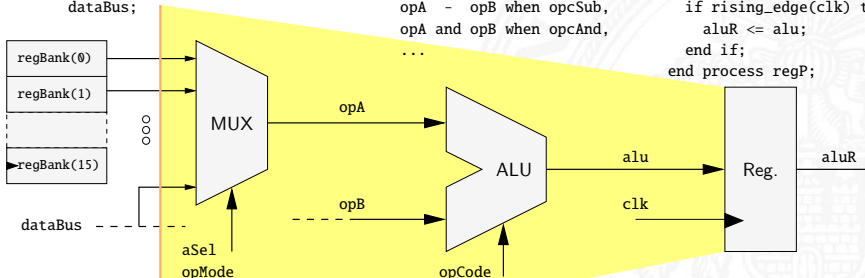 dataBus;
opA - opB when opcSub,
opA and opB when opcAnd,
...
if rising_edge(clk) t
aluR <= alu;
end if;
end process regP;
regBank(0)
regBank(1)
regBank(15)
MUX
opA
ALU
alu
Reg.
aluR
opB
clk
dataBus
aSel
opMode
opCode